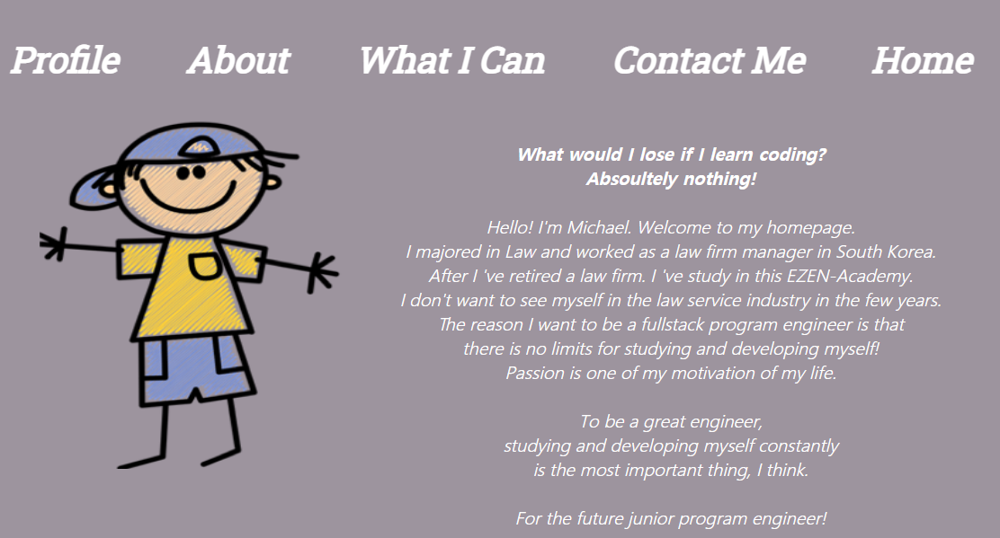 Profile About What I Can Contact Me Home
What would I lose if I learn coding?
Absoultely nothing!
Hello! I'm Michael. Welcome to my homepage.
I majored in Law and worked as a law firm manager in South Korea.
After I 've retired a law firm. I 've study in this EZEN-Academy.
I don't want to see myself in the law service industry in the few years.
The reason I want to be a fullstack program engineer is that
there is no limits for studying and developing myself!
Passion is one of my motivation of my life.
To be a great engineer,
studying and developing myself constantly
is the most important thing, I think.
For the future junior program engineer!